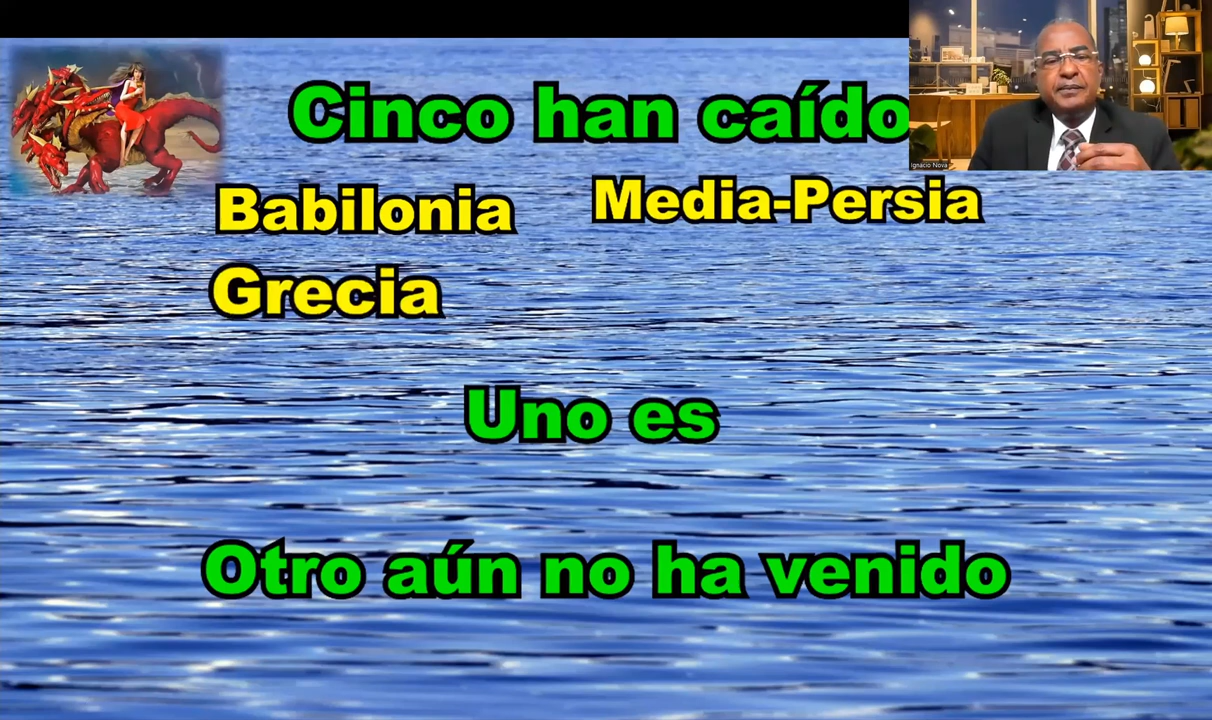 Cinco han caído
Babilonia
Media-Persia
Grecia
Uno es
Otro aún no ha venido
Ignacio Nova